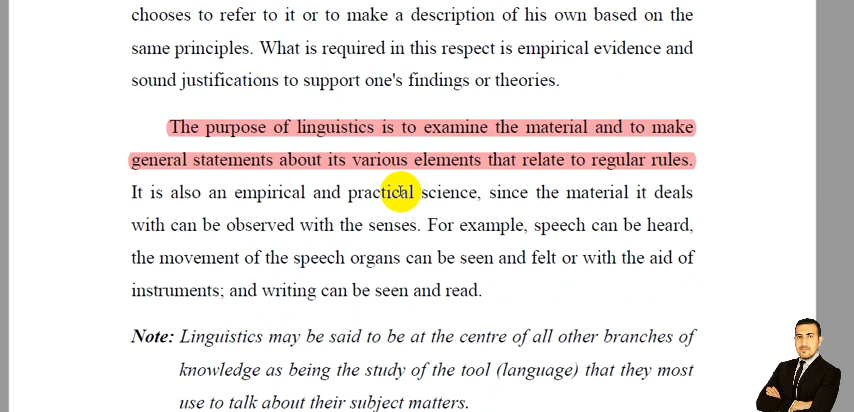 chooses to refer to it or to make a description of his own based on the
same principles. What is required in this respect is empirical evidence and
sound justifications to support one's findings or theories.
The purpose of linguistics is to examine the material and to make
general statements about its various elements that relate to regular rules.
It is also an empirical and practical science, since the material it deals
with can be observed with the senses. For example, speech can be heard,
the movement of the speech organs can be seen and felt or with the aid of
instruments; and writing can be seen and read.
Note: Linguistics may be said to be at the centre of all other branches of
knowledge as being the study of the tool (language) that they most
use to talk about their subject matters.